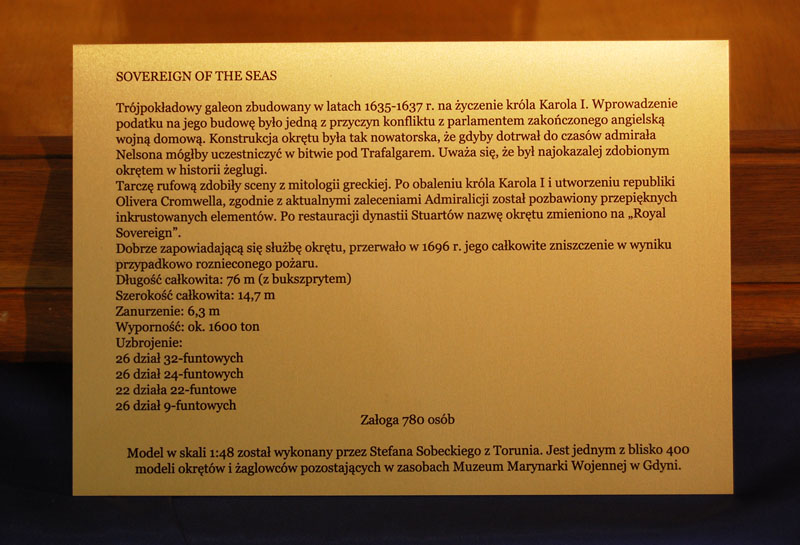 SOVEREIGN OF THE SEAS
Trójpokładowy galeon zbudowany w latach 1635-1637 r. na życzenie króla Karola I. Wprowadzenie
podatku na jego budowę było jedną z przyczyn konfliktu z parlamentem zakończonego angielską
wojną domową. Konstrukcja okrętu była tak nowatorska, że gdyby dotrwał do czasów admirała
Nelsona mógłby uczestniczyć w bitwie pod Trafalgarem. Uważa się, że był najokazalej zdobionym
okrętem w historii żeglugi.
Tarczę rufową zdobiły sceny z mitologii greckiej. Po obaleniu króla Karola I i utworzeniu republiki
Olivera Cromwella, zgodnie z aktualnymi zaleceniami Admiralicji został pozbawiony przepięknych
inkrustowanych elementów. Po restauracji dynastii Stuartów nazwę okrętu zmieniono na „Royal
Sovereign”.
Dobrze zapowiadającą się służbę okrętu, przerwało w 1696 r. jego całkowite zniszczenie w wyniku
przypadkowo roznieconego pożaru.
Długość całkowita: 76 m (z bukszprytem)
Szerokość całkowita: 14,7 m
Zanurzenie: 6,3 m
Wyporność: ok. 1600 ton
Uzbrojenie:
26 dział 32-funtowych
26 dział 24-funtowych
22 działa 22-funtowe
26 dział 9-funtowych
Załoga 780 osób
Model w skali 1:48 został wykonany przez Stefana Sobeckiego z Torunia. Jest jednym z blisko 400
modeli okrętów i żaglowców pozostających w zasobach Muzeum Marynarki Wojennej w Gdyni.